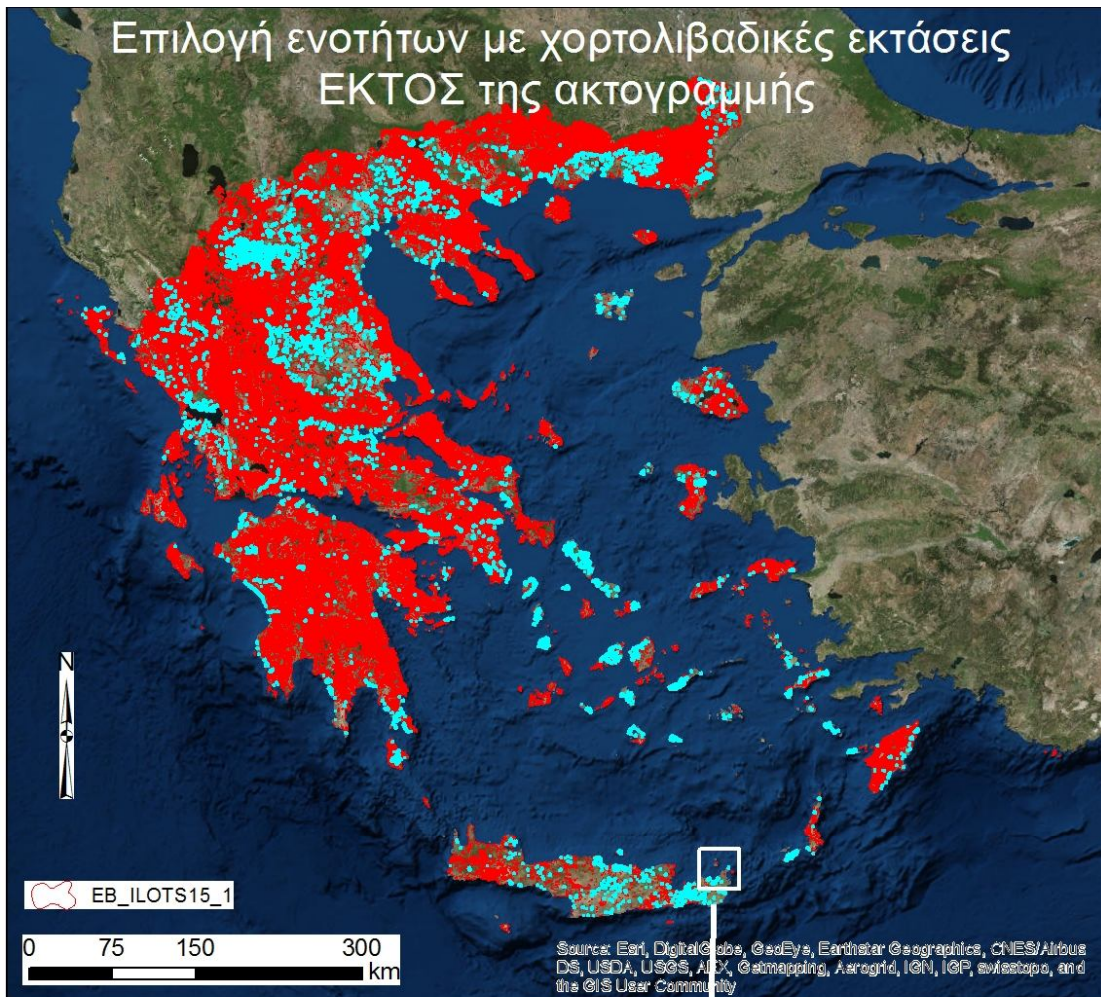 Επιλογή ενοτήτων με χορτολιβαδικές εκτάσεις
ΕΚΤΟΣ της ακτογραμμής
N
EB_ILOTS15_1
0 75 150 300
km
Source: Esri, DigitalGlobe, GeoEye, Earthstar Geographics, CNES/Airbus
DS, USDA, USGS, AEX, Getmapping, Aerogrid, IGN, IGP, swisstopo, and
the GIS User Community